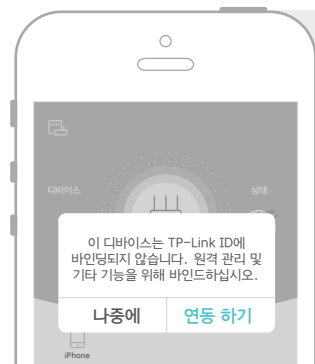 디바이스 상태
이 디바이스는 TP-Link ID에
바인딩되지 않습니다. 원격 관리 및
기타 기능을 위해 바인드하십시오.
나중에 연동 하기
iPhone